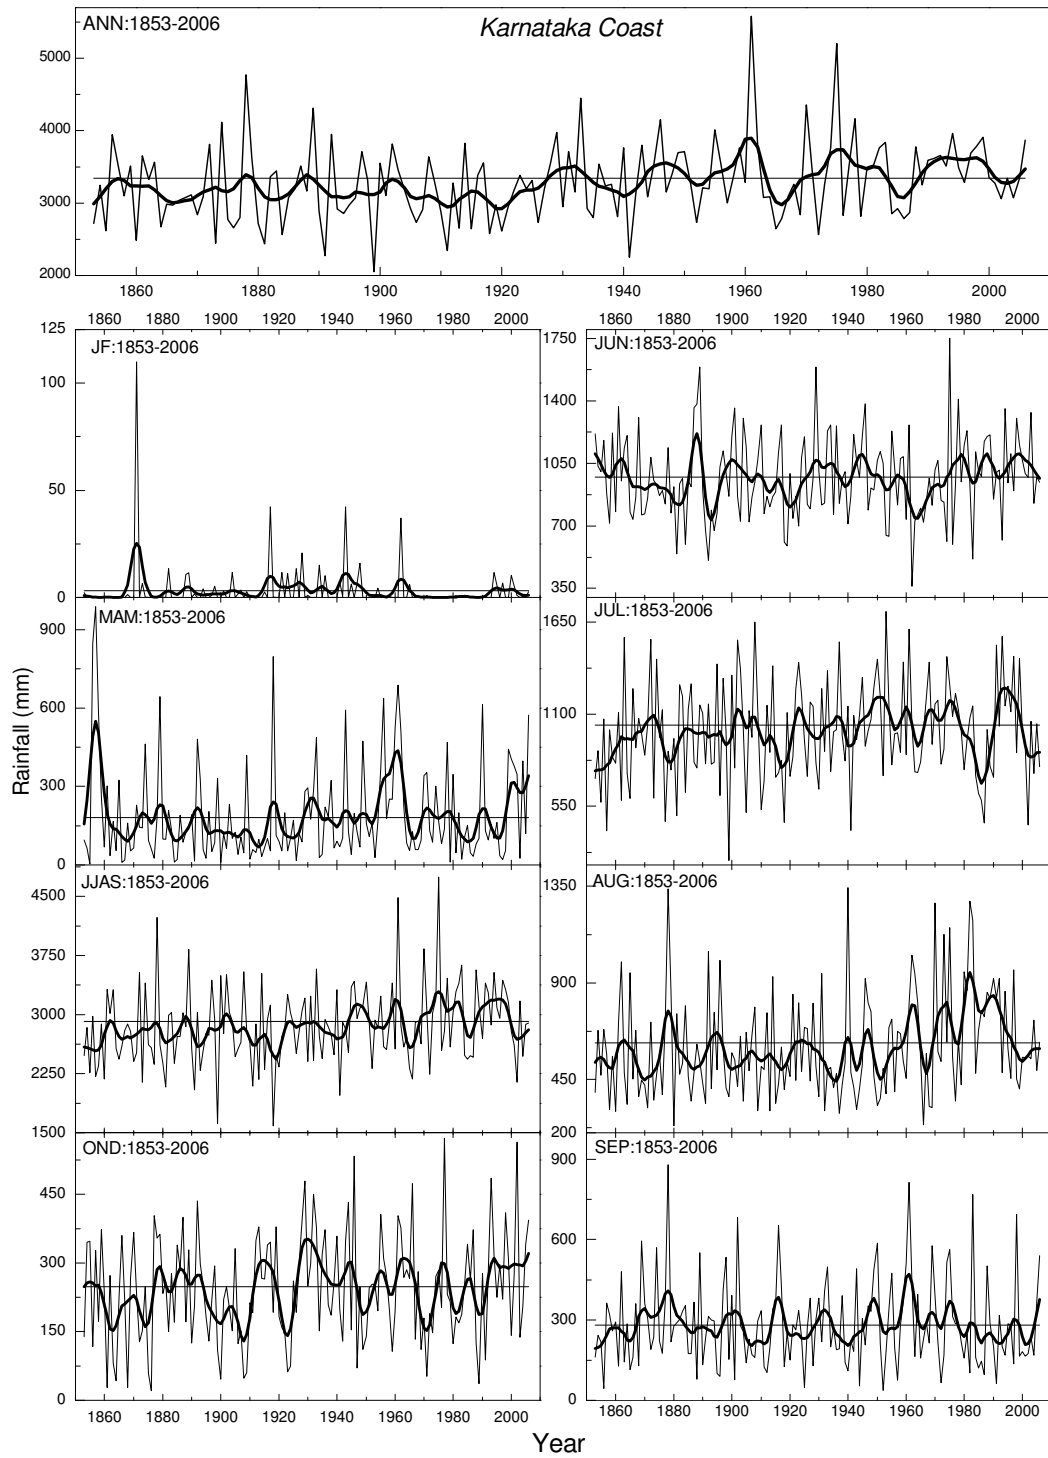 ANN:1853-2006
Karnataka Coast
5000
4000
3000
2000
1860 1880 1900 1920 1940 1960 1980 2000
1860 1880 1900 1920 1940 1960 1980 2000
1860 1880 1900 1920 1940 1960 1980 2000
JF:1853-2006
125
100
50
0
JUN:1853-2006
1750
1400
1050
700
350
MAM:1853-2006
900
600
300
0
JUL:1853-2006
1650
1100
550
Rainfall (mm)
JJAS:1853-2006
4500
3750
3000
2250
1500
AUG:1853-2006
1350
900
450
200
OND:1853-2006
450
300
150
0
SEP:1853-2006
900
600
300
0
1860 1880 1900 1920 1940 1960 1980 2000
1860 1880 1900 1920 1940 1960 1980 2000
Year